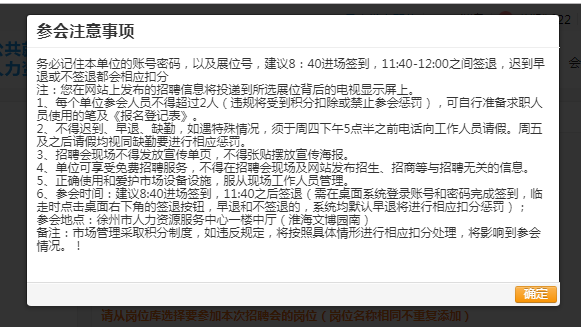 参会注意事项
务必记住本单位的账号密码，以及展位号，建议8：40进场签到，11:40-12:00之间签退，迟到早
退或不签退都会相应扣分
注：您在网站上发布的招聘信息将投递到所选展位背后的电视显示屏上。
1、每个单位参会人员不得超过2人（违规将受到积分扣除或禁止参会惩罚），可自行准备求职人
员使用的笔及《报名登记表》。
2、不得迟到、早退、缺勤，如遇特殊情况，须于周四下午5点半之前电话向工作人员请假。周五
及之后请假均视同缺勤要进行相应惩罚。
3、招聘会现场不得发放宣传单页，不得张贴摆放宣传海报。
4、单位可享受免费招聘服务，不得在招聘会现场及网站发布招生、招商等与招聘无关的信息。
5、正确使用和爱护市场设备设施，服从现场工作人员管理。
6、参会时间：建议8:40进场签到，11:40之后签退（需在桌面系统登录账号和密码完成签到，临
走时点击桌面右下角的签退按钮，早退和不签退的，系统均默认早退将进行相应扣分惩罚）；
参会地点：徐州市人力资源服务中心一楼中厅（淮海文博园南）
备注：市场管理采取积分制度，如违反规定，将按照具体情形进行相应扣分处理，将影响到参会
情况。！
确定
请从岗位库选择要参加本次招聘会的岗位（岗位名称相同不重复添加）